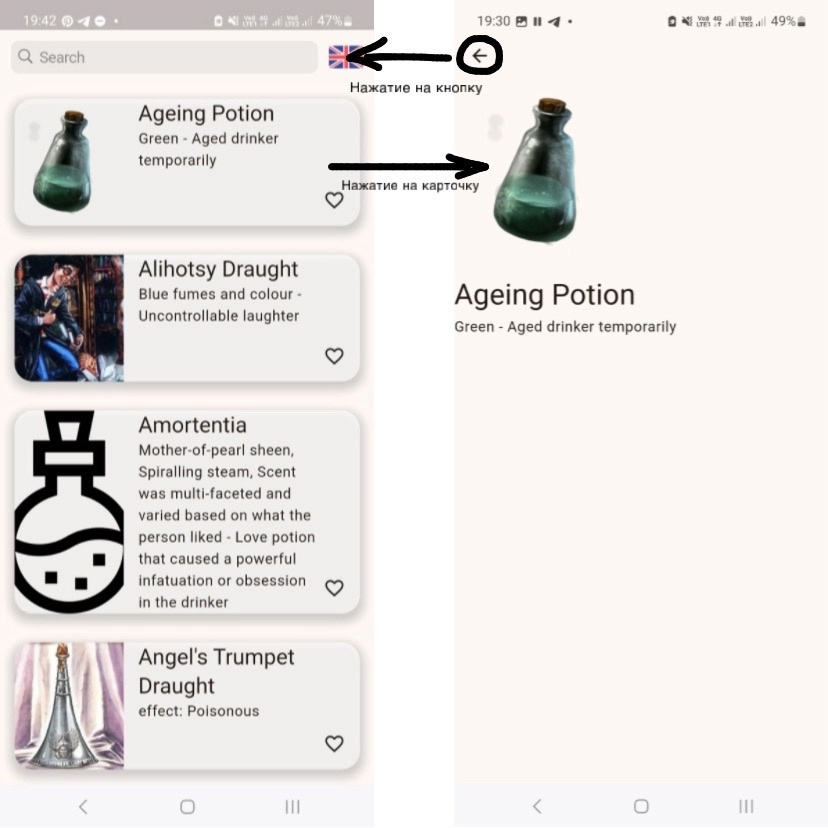 19:42
47%
Search
Ageing Potion
Green - Aged drinker
temporarily
Alihotsy Draught
Blue fumes and colour -
Uncontrollable laughter
Amortentia
Mother-of-pearl sheen,
Spiralling steam, Scent
was multi-faceted and
varied based on what the
person liked - Love potion
that caused a powerful
infatuation or obsession
in the drinker
Angel's Trumpet
Draught
effect: Poisonous
Нажатие на кнопку
Нажатие на карточку
19:30
49%
Ageing Potion
Green - Aged drinker temporarily